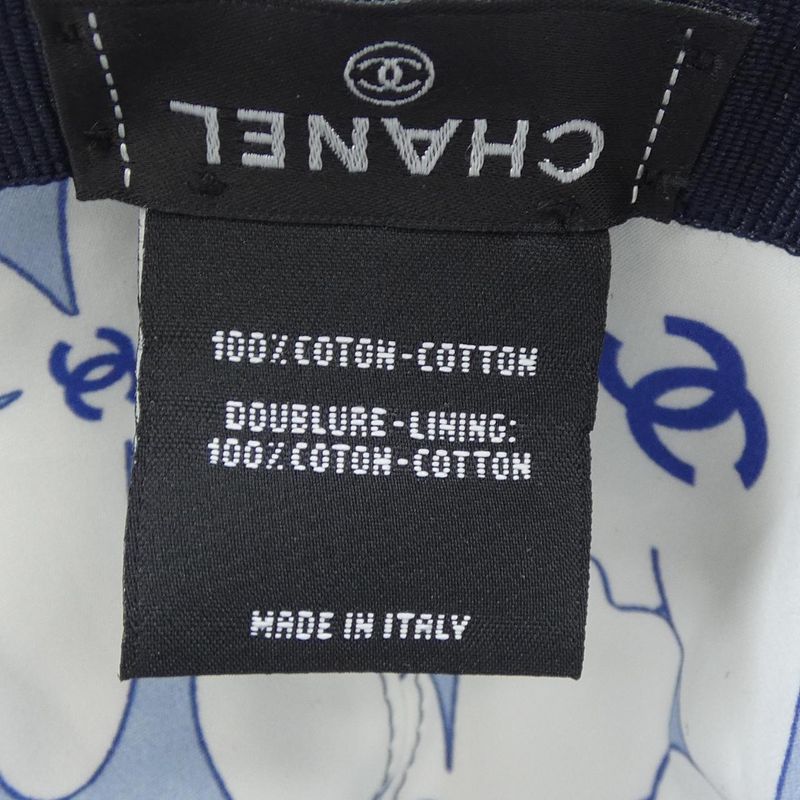 CHANEL
100% COTON-COTTON
DOUBLURE-LINING:
100% COTON-COTTON
MADE IN ITALY